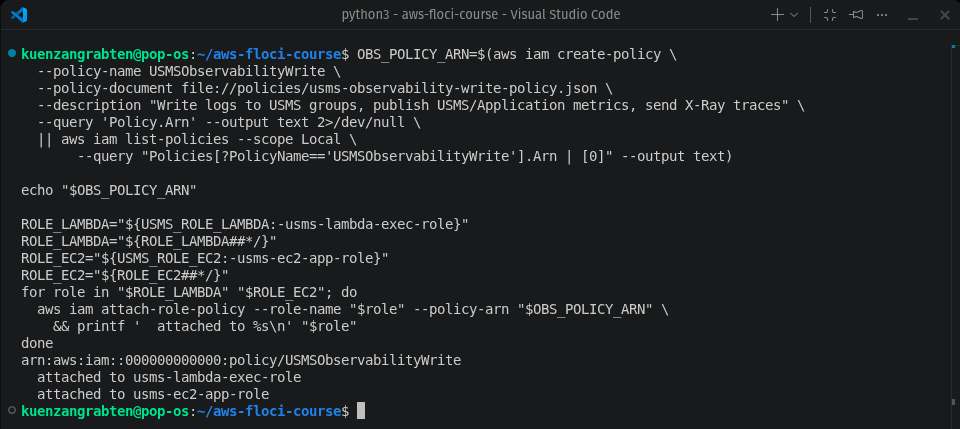 python3 - aws-floci-course - Visual Studio Code
kuenzangrabten@pop-os:~/aws-floci-course$ OBS_POLICY_ARN=$(aws iam create-policy \
  --policy-name USMSObservabilityWrite \
  --policy-document file://policies/usms-observability-write-policy.json \
  --description "Write logs to USMS groups, publish USMS/Application metrics, send X-Ray traces" \
  --query 'Policy.Arn' --output text 2>/dev/null \
  || aws iam list-policies --scope Local \
       --query "Policies[?PolicyName=='USMSObservabilityWrite'].Arn | [0]" --output text)

echo "$OBS_POLICY_ARN"

ROLE_LAMBDA="${USMS_ROLE_LAMBDA:-usms-lambda-exec-role}"
ROLE_LAMBDA="${ROLE_LAMBDA##*/}"
ROLE_EC2="${USMS_ROLE_EC2:-usms-ec2-app-role}"
ROLE_EC2="${ROLE_EC2##*/}"
for role in "$ROLE_LAMBDA" "$ROLE_EC2"; do
  aws iam attach-role-policy --role-name "$role" --policy-arn "$OBS_POLICY_ARN" \
    && printf '  attached to %s\n' "$role"
done
arn:aws:iam::000000000000:policy/USMSObservabilityWrite
  attached to usms-lambda-exec-role
  attached to usms-ec2-app-role
kuenzangrabten@pop-os:~/aws-floci-course$